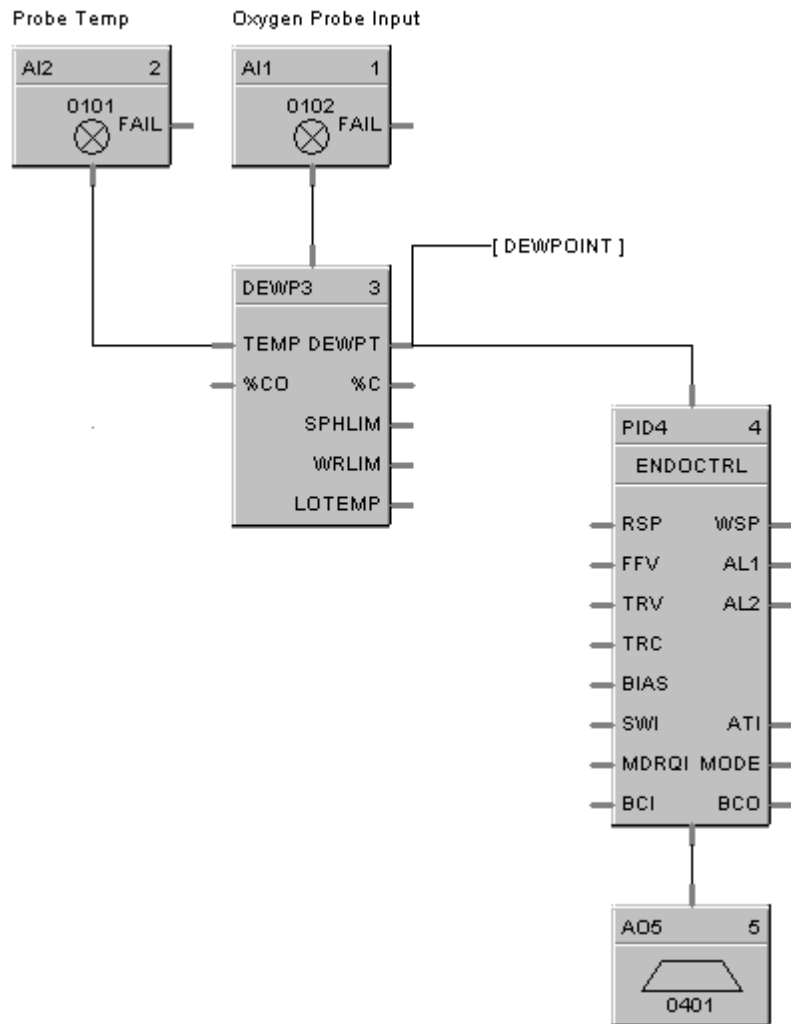 Probe Temp
Oxygen Probe Input
AI2 2
0101
FAIL
AI1 1
0102
FAIL
[ DEWPOINT ]
DEWP3 3
TEMP DEWPT
%CO %C
SPHLIM
WRLIM
LOTEMP
PID4 4
ENDOCTRL
RSP WSP
FFV AL1
TRV AL2
TRC
BIAS
SWI ATI
MDRQI MODE
BCI BCO
AO5 5
0401